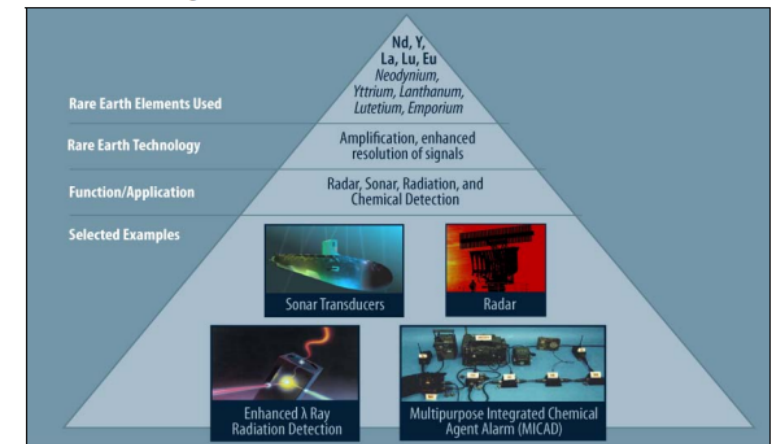 Nd, Y,
La, Lu, Eu
Neodynium,
Yttrium, Lanthanum,
Lutetium, Emporium
Rare Earth Elements Used
Rare Earth Technology
Amplification, enhanced
resolution of signals
Function/Application
Radar, Sonar, Radiation, and
Chemical Detection
Selected Examples
Sonar Transducers
Radar
Enhanced λ Ray
Radiation Detection
Multipurpose Integrated Chemical
Agent Alarm (MICAD)